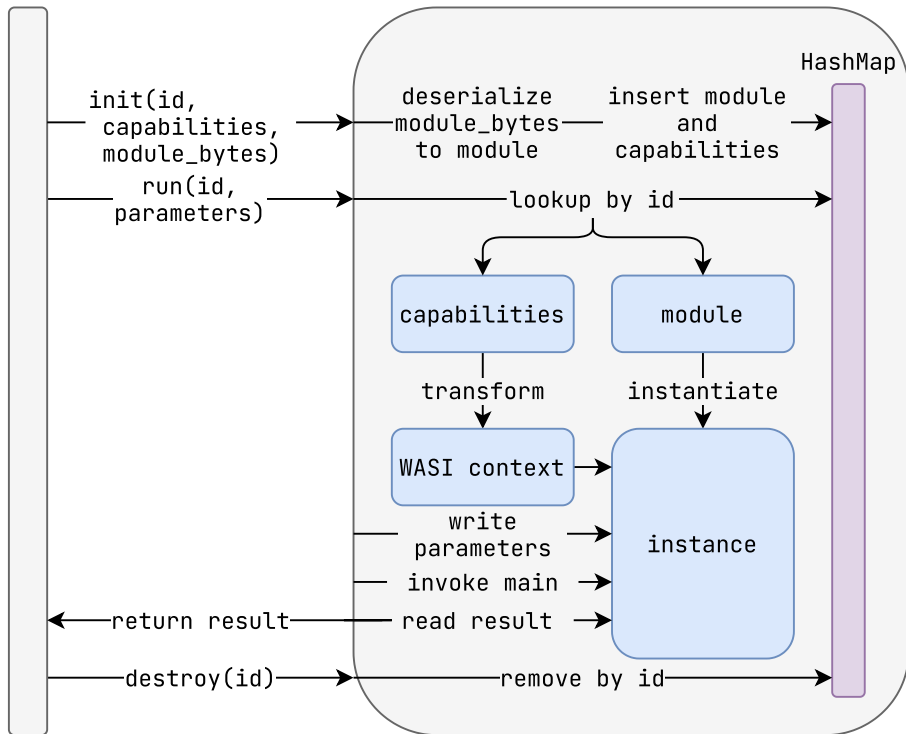 HashMap
init(id,
capabilities,
module_bytes)
deserialize
module_bytes
to module
insert module
and
capabilities
run(id,
parameters)
lookup by id
capabilities
module
transform
instantiate
WASI context
instance
write
parameters
invoke main
return result
read result
destroy(id)
remove by id